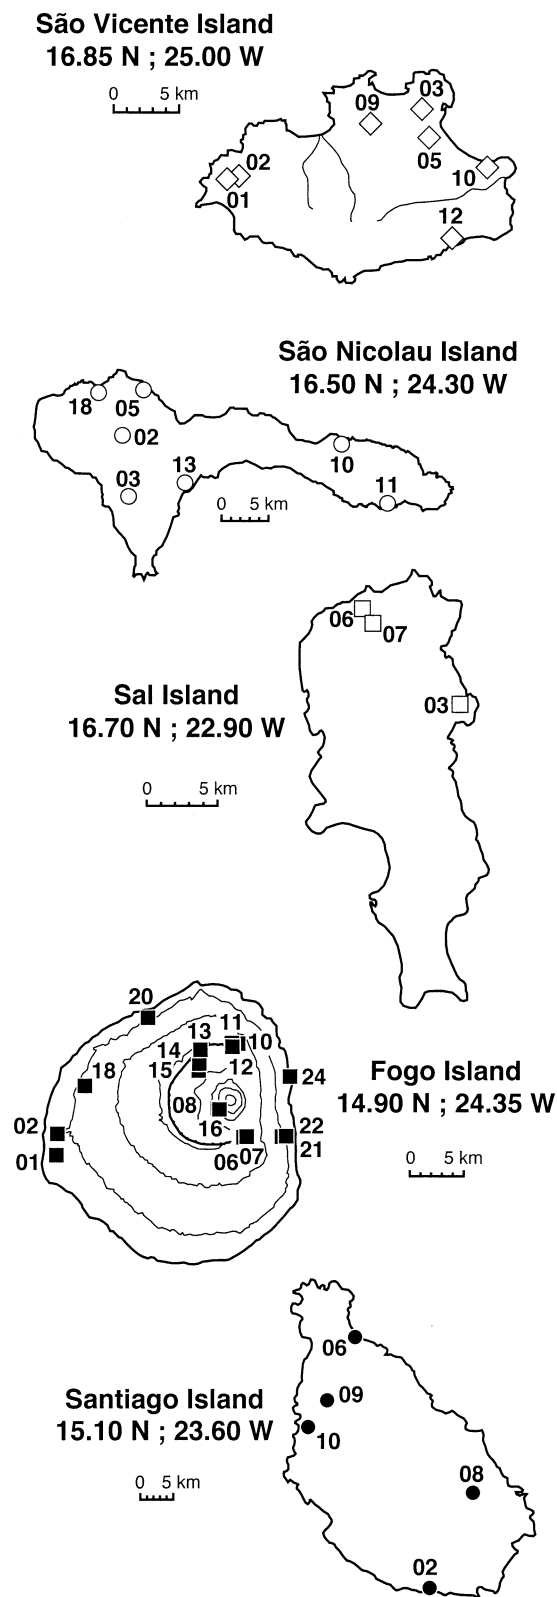 São Vicente Island
16.85 N ; 25.00 W
0 5 km
03
09
05
02
10
01
12
São Nicolau Island
16.50 N ; 24.30 W
18
05
02
10
13
03
11
0 5 km
06
07
Sal Island
16.70 N ; 22.90 W
03
0 5 km
20
11
13
10
14
15
12
18
24
08
16
02
22
01
21
06
07
Fogo Island
14.90 N ; 24.35 W
0 5 km
06
09
Santiago Island
15.10 N ; 23.60 W
10
0 5 km
08
02